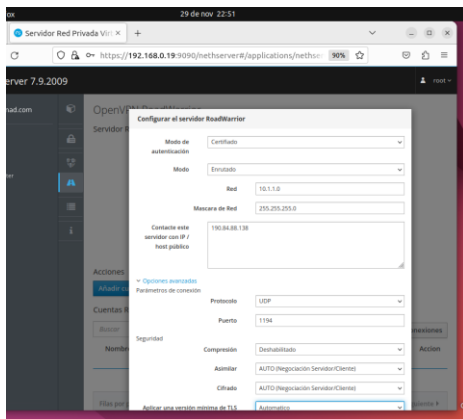 29 de nov 22:51
Servidor Red Privada Virt
https://192.168.0.19:9090/nethserver#/applications/nethse
90%
erver 7.9.2009
root
nad.com
OpenVPN RoadWarrior
Servidor R
Configurar el servidor RoadWarrior
Modo de autenticación
Certifiado
Modo
Enrutado
Red
10.1.1.0
Mascara de Red
255.255.255.0
Contacte este servidor con IP / host público
190.84.88.138
Opciones avanzadas
Parámetros de conexión
Protocolo
UDP
Puerto
1194
Seguridad
Compresión
Deshabilitado
Asimilar
AUTO (Negociación Servidor/Cliente)
Cifrado
AUTO (Negociación Servidor/Cliente)
Aplicar una versión mínima de TLS
Automatico
Acciones
Añadir cu
Cuentas R
Buscar
nexiones
Nombr
Accion
Filas por p